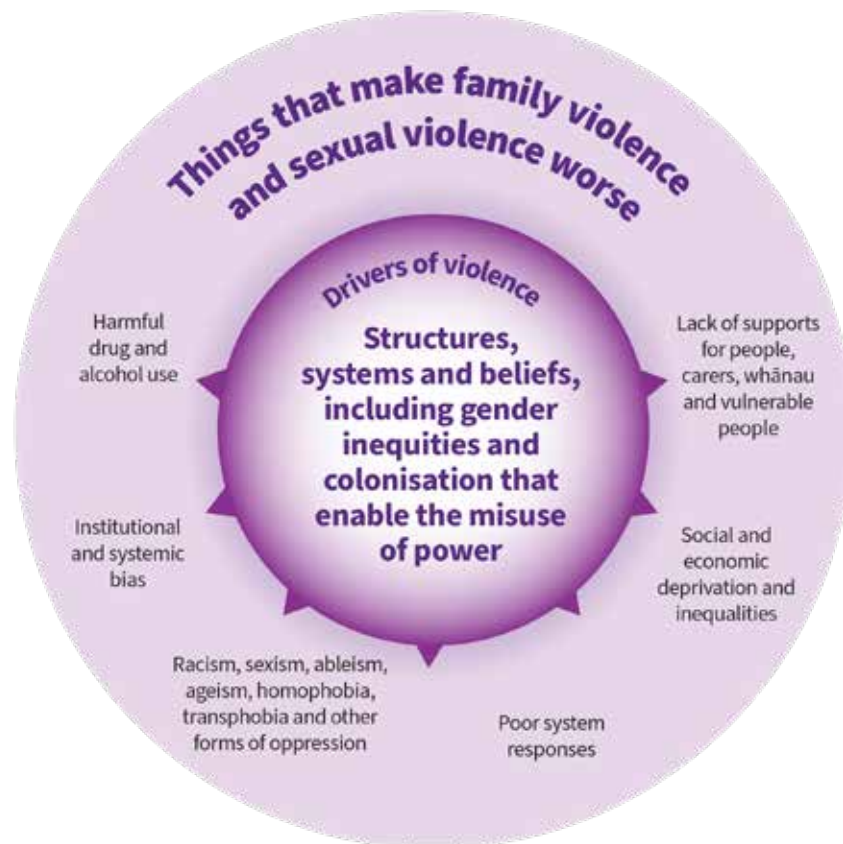 Things that make family violence
and sexual violence worse
Drivers of violence
Structures,
systems and beliefs,
including gender
inequities and
colonisation that
enable the misuse
of power
Harmful
drug and
alcohol use
Institutional
and systemic
bias
Racism, sexism, ableism,
ageism, homophobia,
transphobia and other
forms of oppression
Poor system
responses
Social and
economic
deprivation and
inequalities
Lack of supports
for people,
carers, whānau
and vulnerable
people